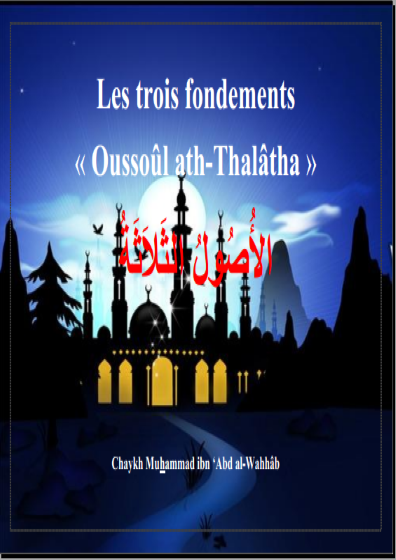 Les trois fondements
« Oussoûl ath-Thalâtha »
الأُصُولُ الثَلَاثَةُ
Chaykh Muhammad ibn ‘Abd al-Wahhâb